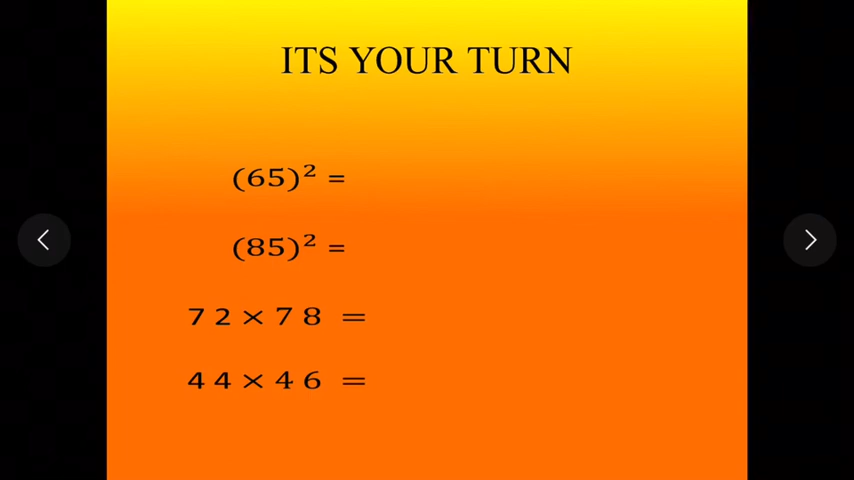 ITS YOUR TURN
(65)² =
(85)² =
72 × 78 =
44 × 46 =